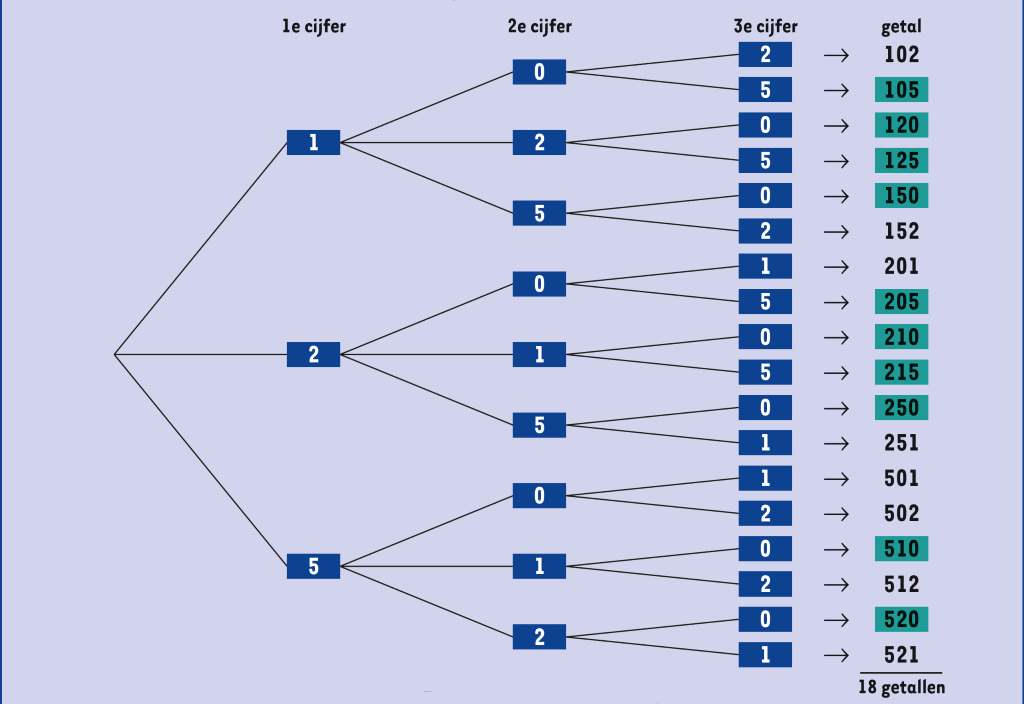 1e cijfer 2e cijfer 3e cijfer getal
2 → 102
0
5 → 105
0 → 120
1 2
5 → 125
0 → 150
5
2 → 152
1 → 201
0
5 → 205
0 → 210
2 1
5 → 215
0 → 250
5
1 → 251
1 → 501
0
2 → 502
0 → 510
5 1
2 → 512
0 → 520
2
1 → 521
18 getallen